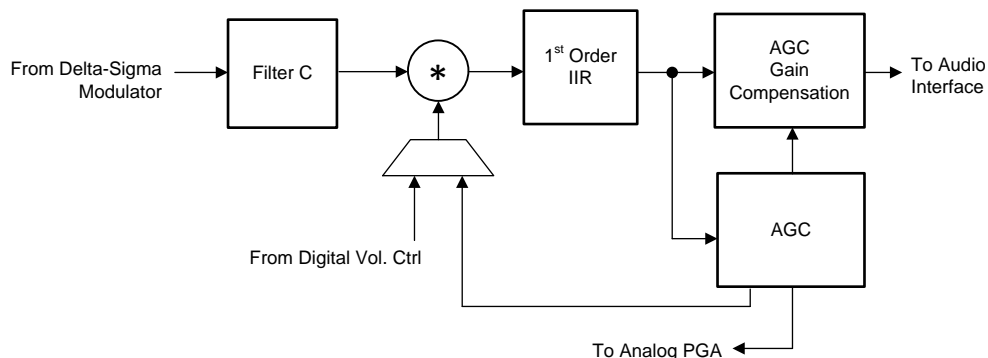 From Delta-Sigma
Modulator
Filter C
*
1st Order
IIR
AGC
Gain
Compensation
To Audio
Interface
AGC
From Digital Vol. Ctrl
To Analog PGA